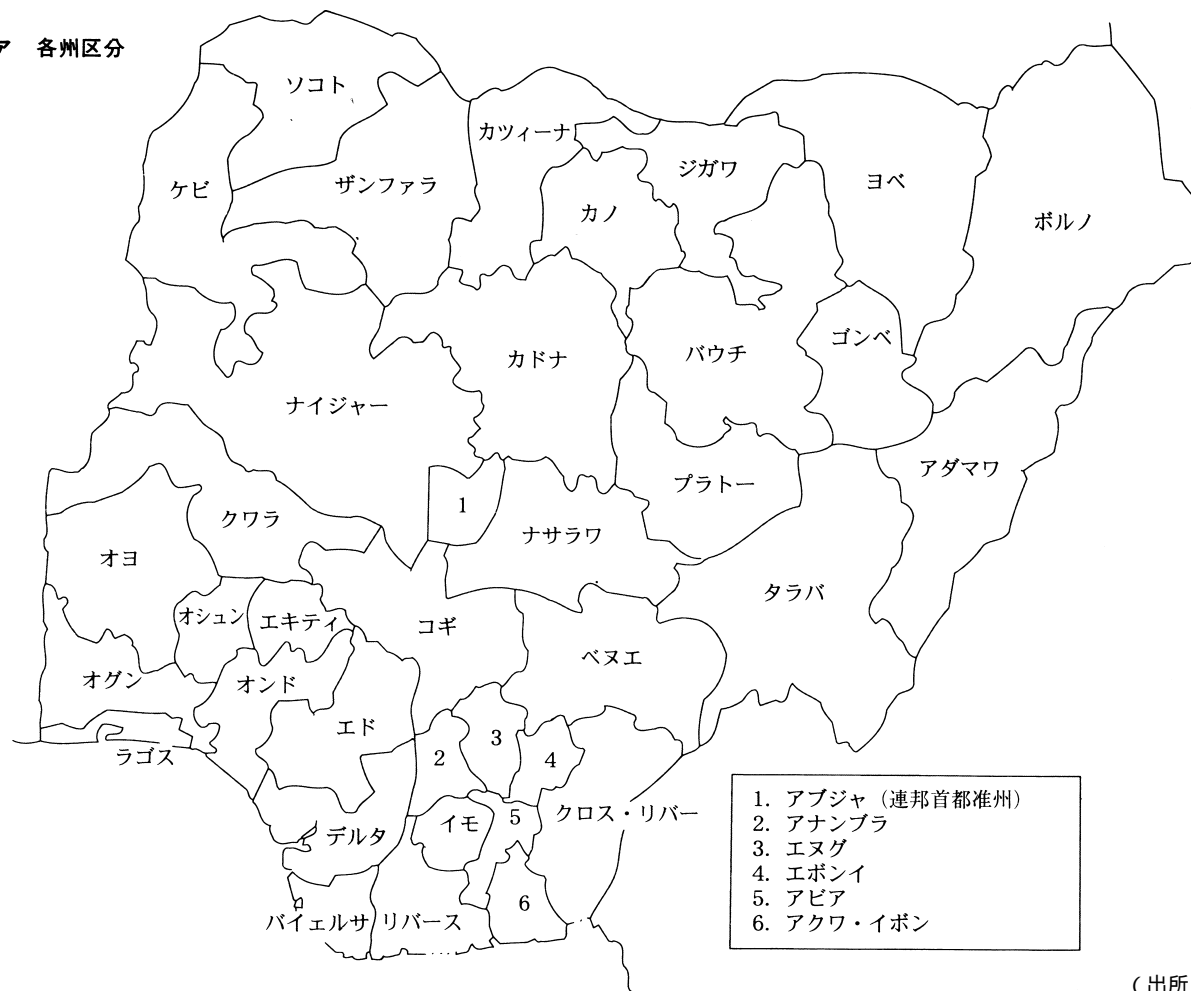 ア 各州区分
ソコト
カツィーナ
ケビ
ザンファラ
ジガワ
ヨベ
カノ
ボルノ
カドナ
バウチ
ゴンベ
ナイジャー
アダマワ
プラトー
1
クワラ
ナサラワ
オヨ
タラバ
オシュン
エキティ
コギ
ベヌエ
オグン
オンド
エド
3
2
4
ラゴス
クロス・リバー
イモ
5
デルタ
6
バイェルサ
リバース
1. アブジャ（連邦首都准州）
2. アナンブラ
3. エヌグ
4. エボンイ
5. アビア
6. アクワ・イボン
（出所